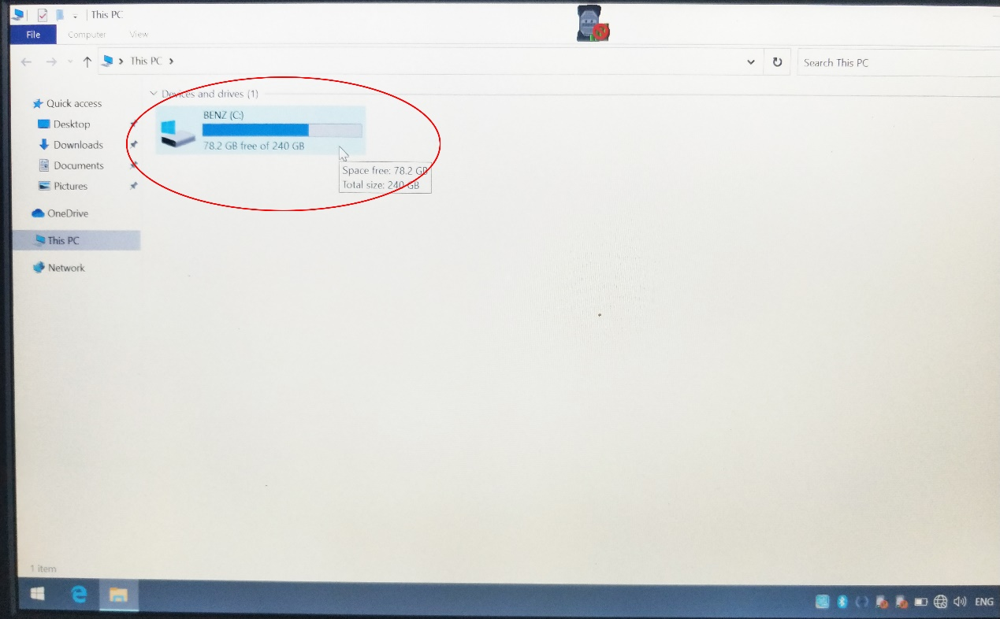 This PC
File Computer View
This PC
Search This PC
Quick access
Desktop
Downloads
Documents
Pictures
OneDrive
This PC
Network
Devices and drives (1)
BENZ (C:)
78.2 GB free of 240 GB
Space free: 78.2 GB
Total size: 240 GB
1 item
ENG